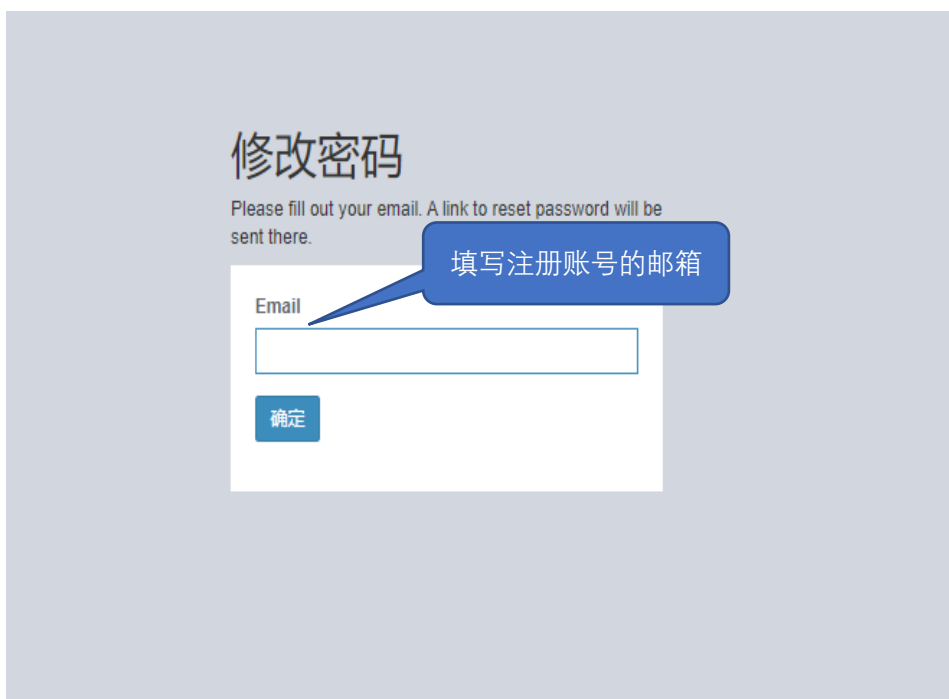 修改密码
Please fill out your email. A link to reset password will be
sent there.
填写注册账号的邮箱
Email
确定